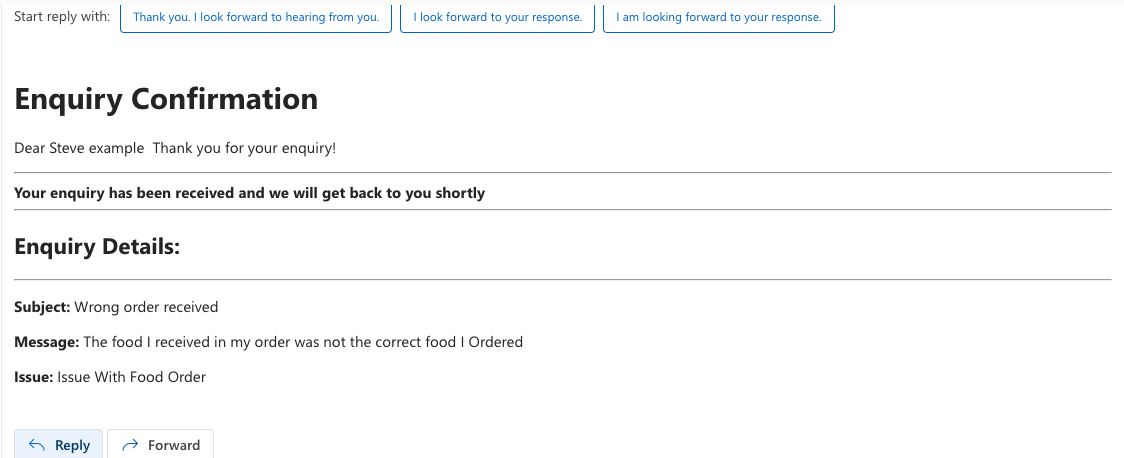 Start reply with: Thank you. I look forward to hearing from you. I look forward to your response. I am looking forward to your response.
Enquiry Confirmation
Dear Steve example  Thank you for your enquiry!
Your enquiry has been received and we will get back to you shortly
Enquiry Details:
Subject: Wrong order received
Message: The food I received in my order was not the correct food I Ordered
Issue: Issue With Food Order
Reply Forward